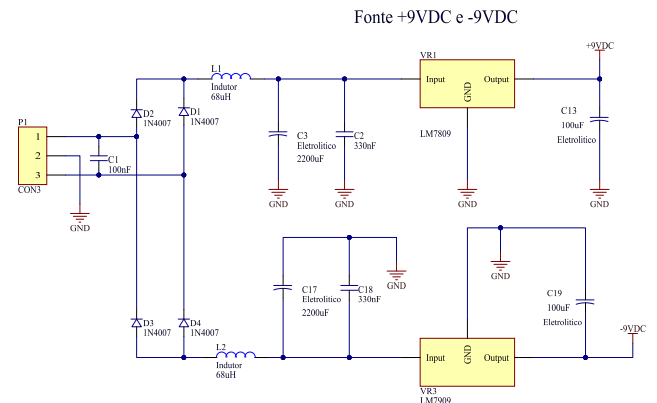 Fonte +9VDC e -9VDC
+9VDC
VR1
L1
Input
Output
GND
Indutor
68uH
D2
1N4007
D1
1N4007
C13
100uF
Eletrolitico
P1
1
2
3
CON3
C1
100nF
C3
Eletrolitico
2200uF
C2
330nF
LM7809
GND
GND
GND
GND
GND
C17
Eletrolitico
2200uF
C18
330nF
GND
GND
C19
100uF
Eletrolitico
D3
1N4007
D4
1N4007
-9VDC
L2
Indutor
68uH
Input
Output
GND
VR3
LM7909